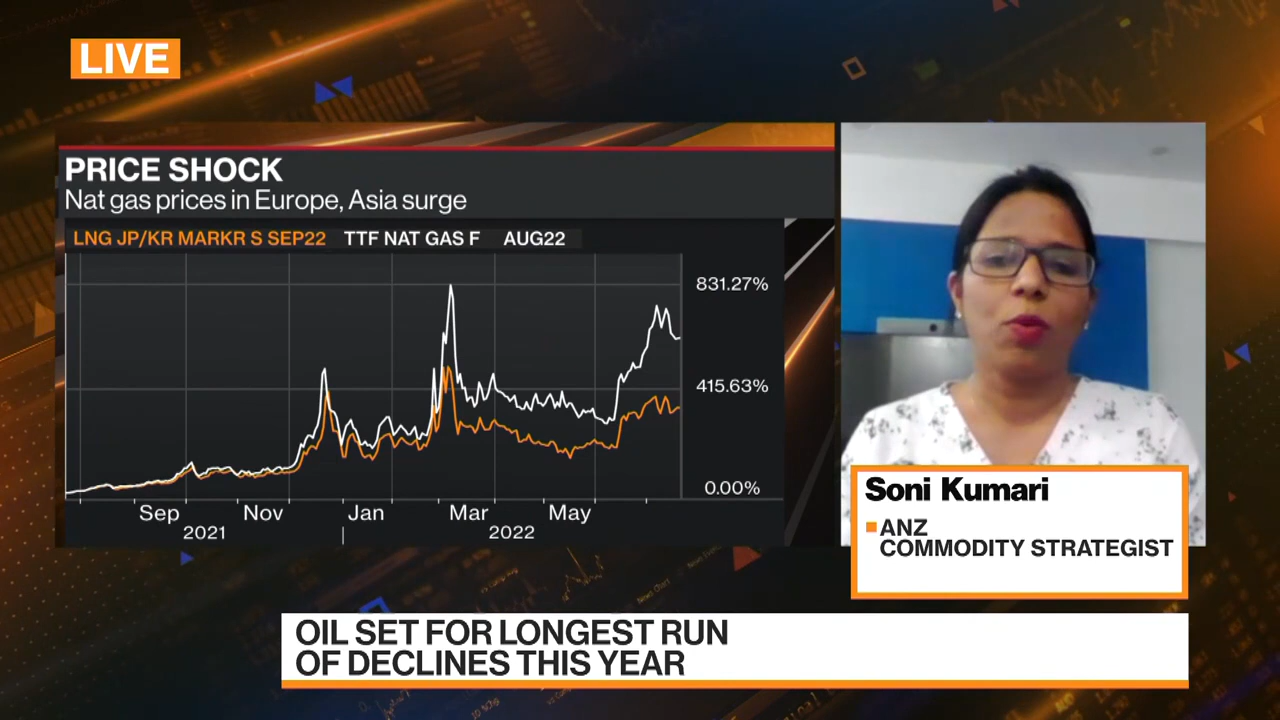 LIVE
PRICE SHOCK
Nat gas prices in Europe, Asia surge
LNG JP/KR MARKR S SEP22 TTF NAT GAS F AUG22
831.27%
415.63%
0.00%
Sep Nov Jan Mar May
2021 2022
Soni Kumari
ANZ
COMMODITY STRATEGIST
OIL SET FOR LONGEST RUN
OF DECLINES THIS YEAR